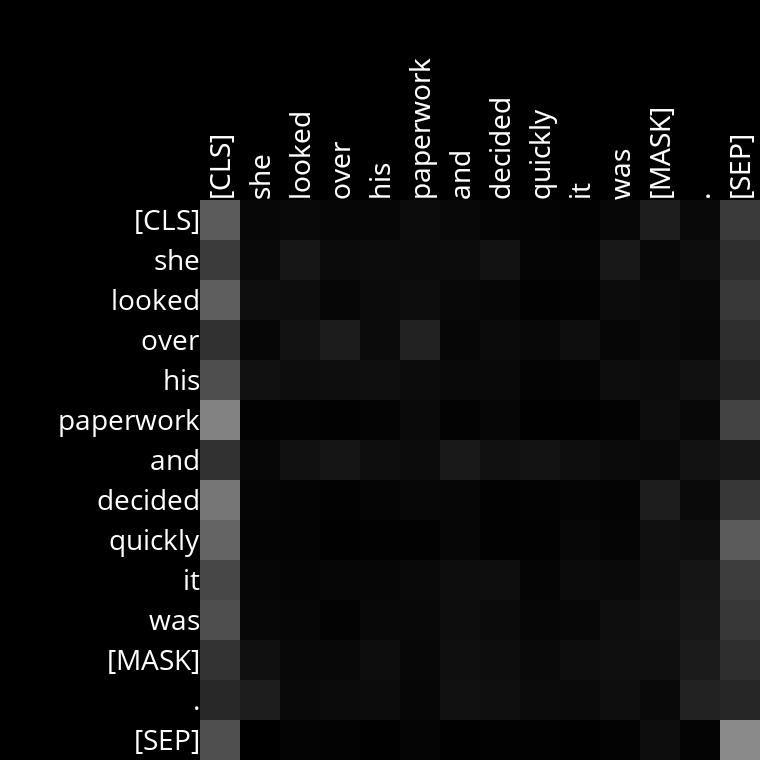 [CLS] she looked over his paperwork and decided quickly it was [MASK] . [SEP]
[CLS]
she
looked
over
his
paperwork
and
decided
quickly
it
was
[MASK]
.
[SEP]